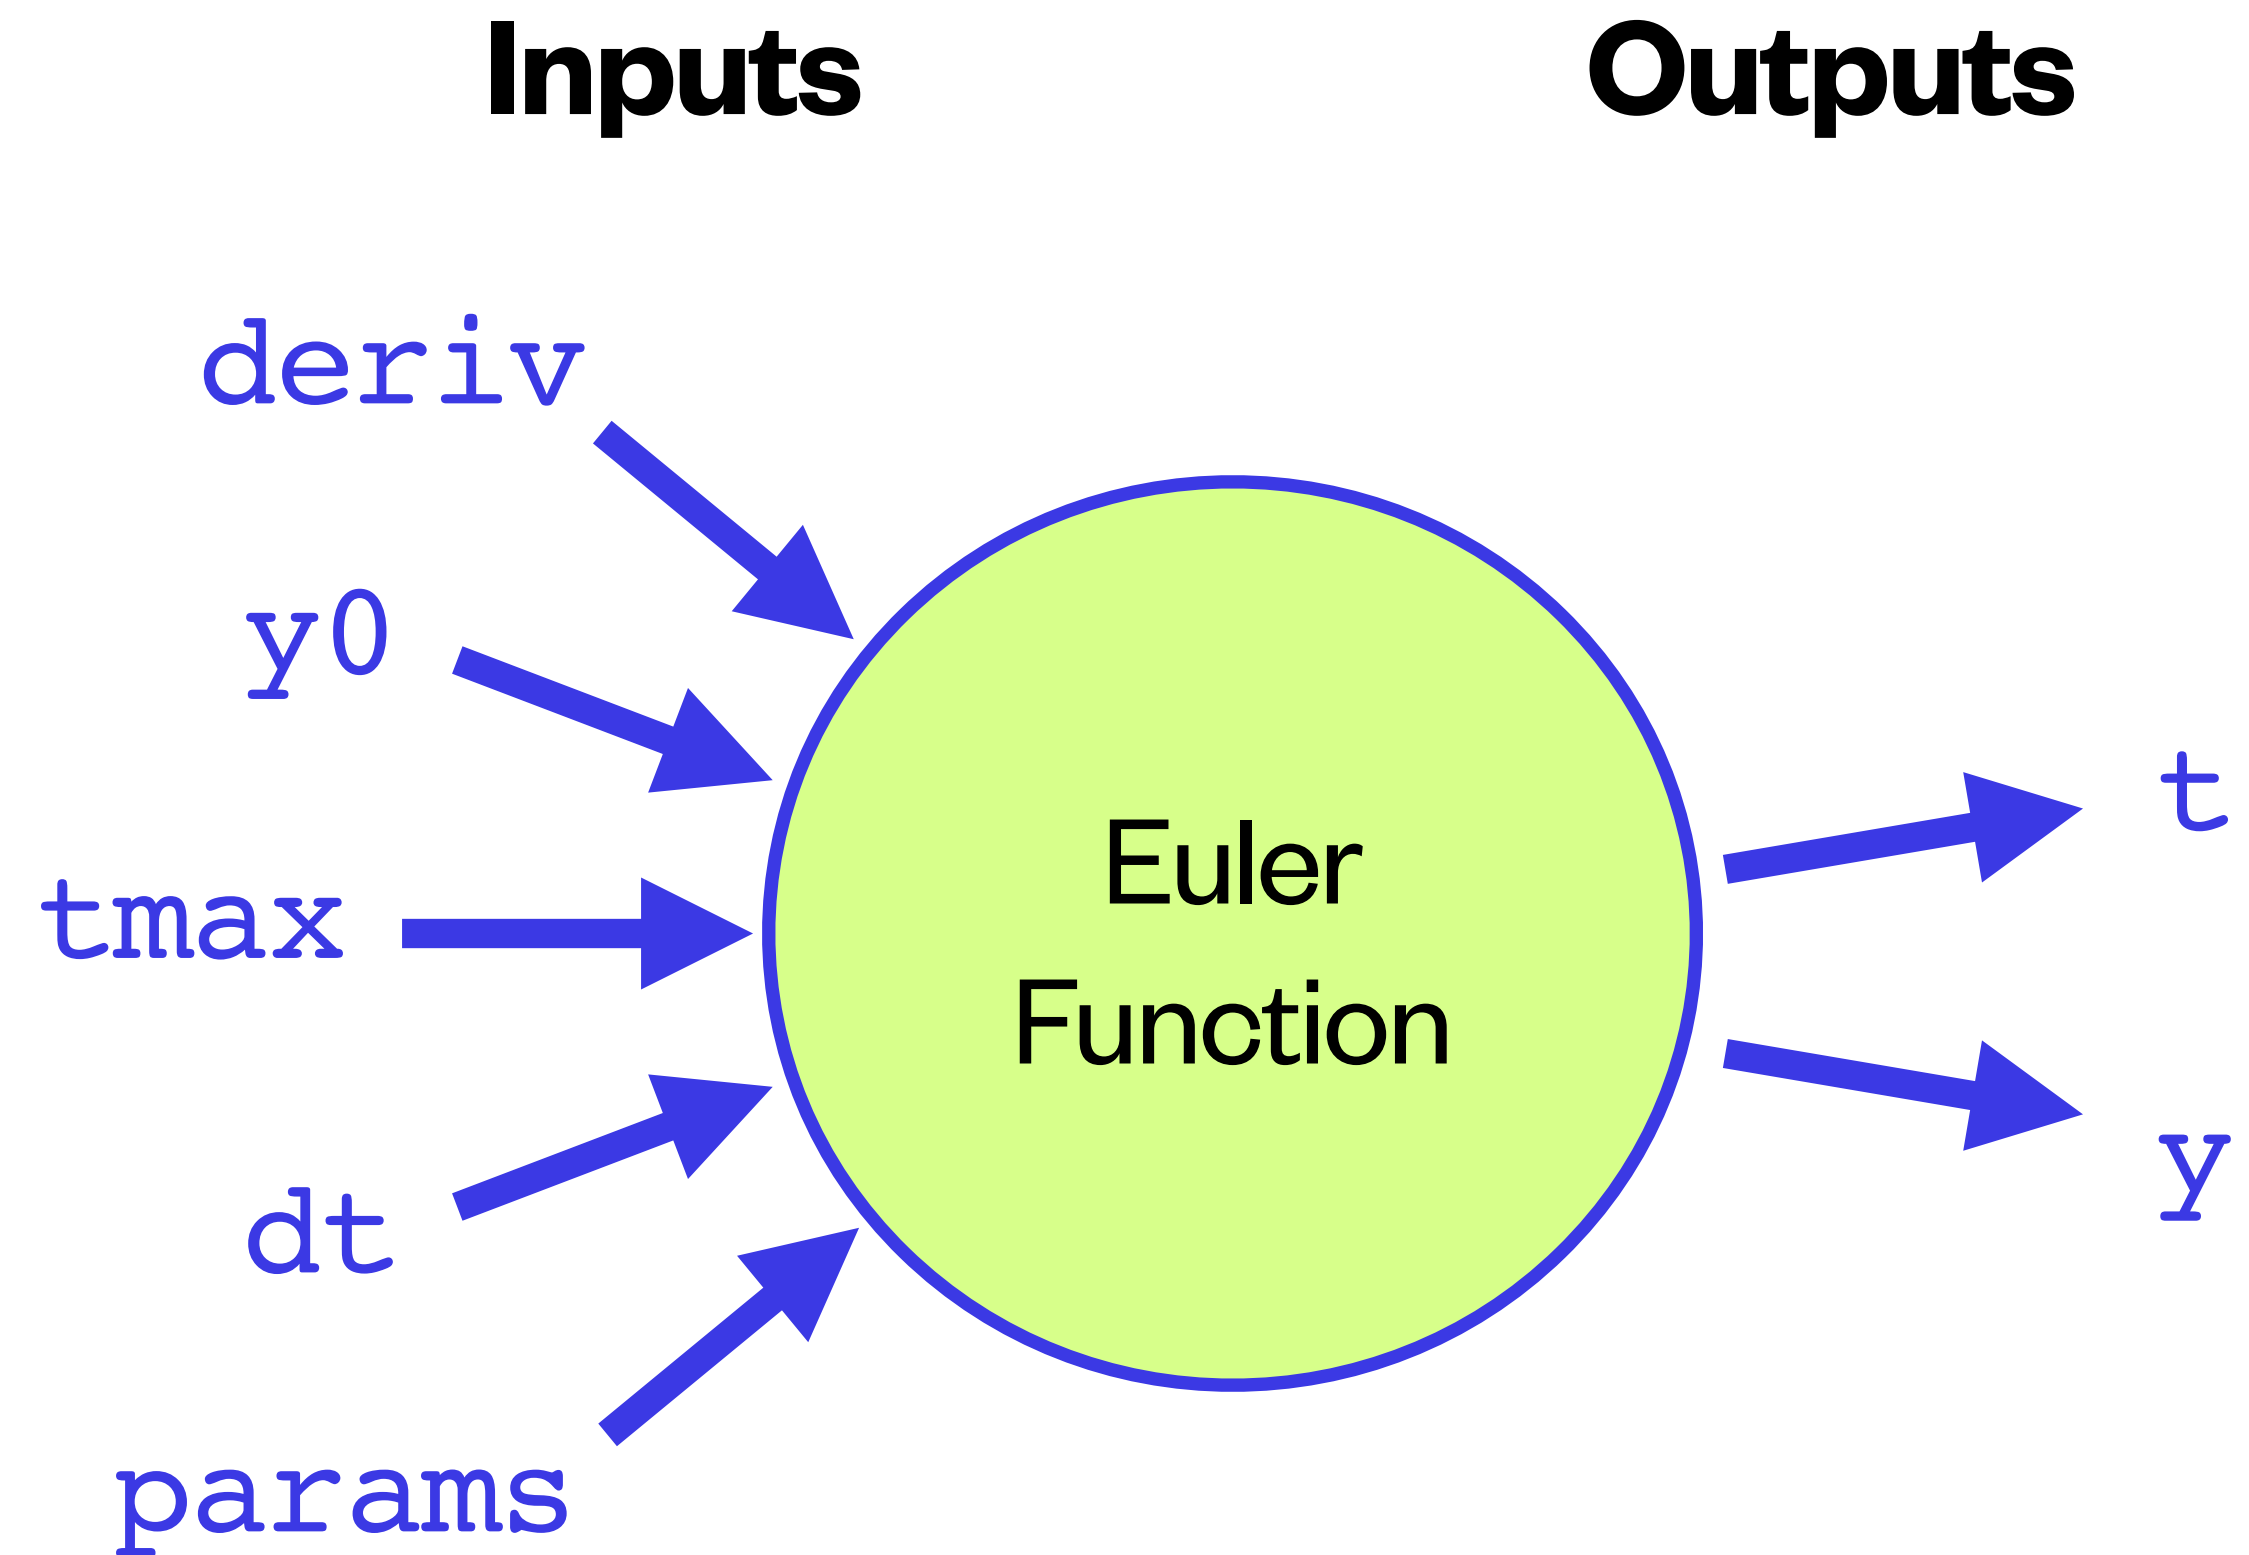 Inputs
Outputs
deriv
y0
tmax
dt
params
Euler
Function
t
y